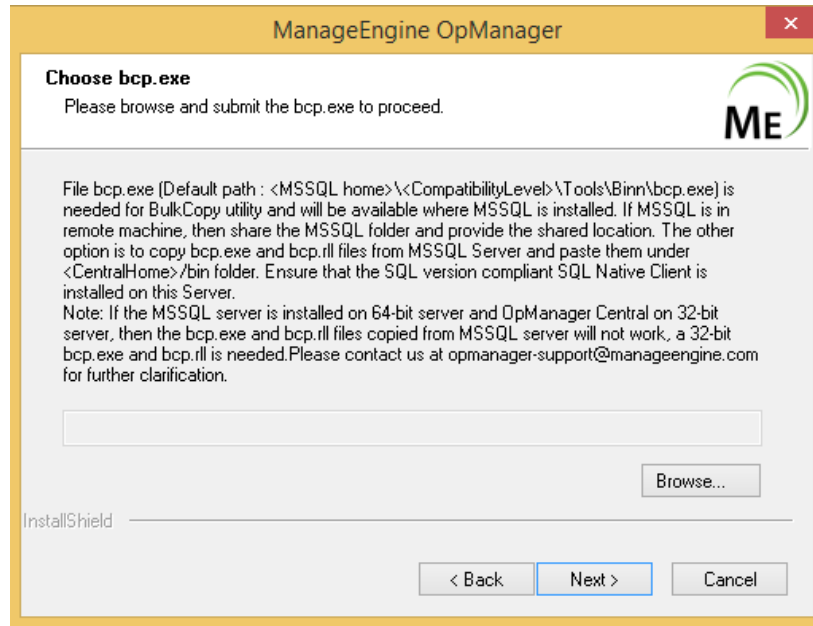 ManageEngine OpManager
Choose bcp.exe
Please browse and submit the bcp.exe to proceed.
ME
File bcp.exe (Default path : <MSSQL home>\<CompatibilityLevel>\Tools\Binn\bcp.exe) is
needed for BulkCopy utility and will be available where MSSQL is installed. If MSSQL is in
remote machine, then share the MSSQL folder and provide the shared location. The other
option is to copy bcp.exe and bcp.rll files from MSSQL Server and paste them under
<CentralHome>/bin folder. Ensure that the SQL version compliant SQL Native Client is
installed on this Server.
Note: If the MSSQL server is installed on 64-bit server and OpManager Central on 32-bit
server, then the bcp.exe and bcp.rll files copied from MSSQL server will not work, a 32-bit
bcp.exe and bcp.rll is needed.Please contact us at opmanager-support@manageengine.com
for further clarification.
Browse...
InstallShield
< Back Next > Cancel